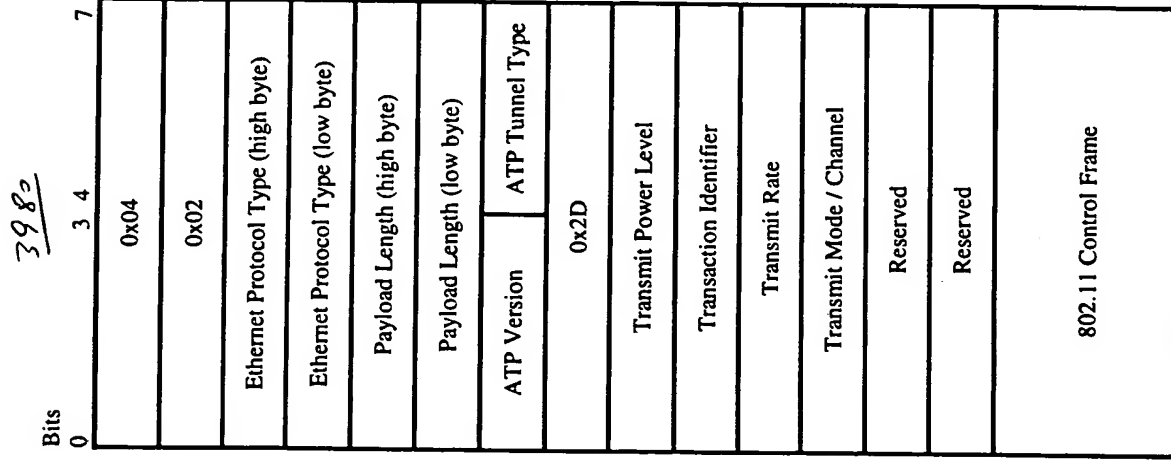 3980
Bits
0 3 4 7
0x04
0x02
Ethernet Protocol Type (high byte)
Ethernet Protocol Type (low byte)
Payload Length (high byte)
Payload Length (low byte)
ATP Version ATP Tunnel Type
0x2D
Transmit Power Level
Transaction Identifier
Transmit Rate
Transmit Mode / Channel
Reserved
Reserved
802.11 Control Frame